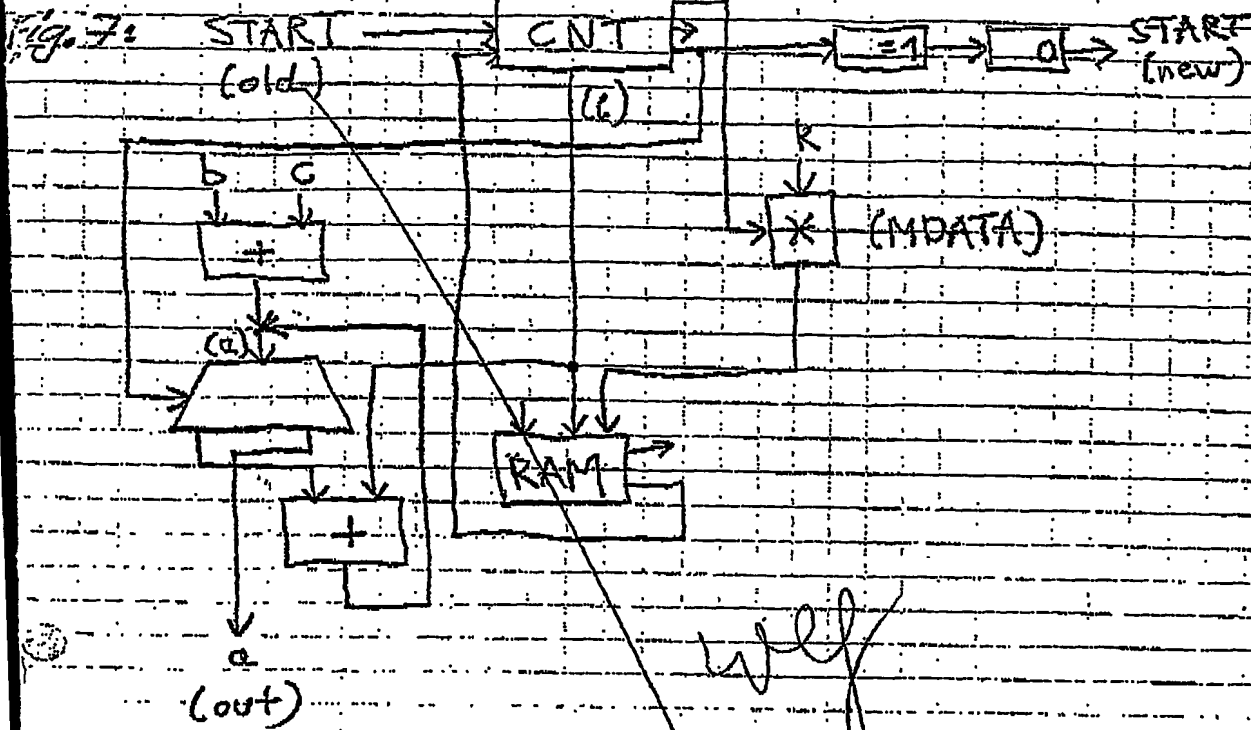 Fig. 7:
START
(old)
CNT
=1
0
START
(new)
(i)
K
b
c
+
X
(MDATA)
(a)
RAM
+
a
(out)